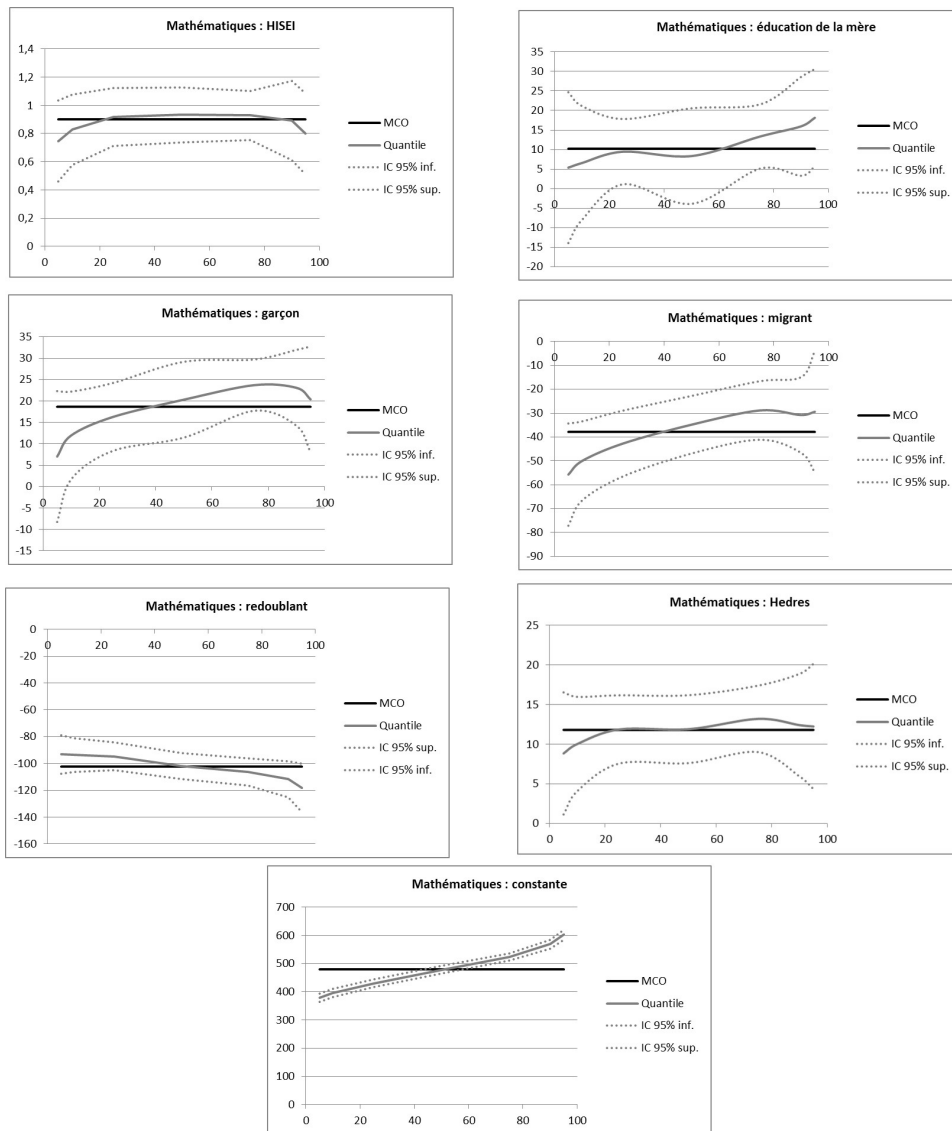 Mathématiques : HISEI
1,4
1,2
1
0,8
0,6
0,4
0,2
0
0 20 40 60 80 100
MCO
Quantile
IC 95% inf.
IC 95% sup.
Mathématiques : éducation de la mère
35
30
25
20
15
10
5
0
-5
-10
-15
-20
0 20 40 60 80 100
MCO
Quantile
IC 95% inf.
IC 95% sup.
Mathématiques : garçon
35
30
25
20
15
10
5
0
-5
-10
-15
0 20 40 60 80 100
MCO
Quantile
IC 95% inf.
IC 95% sup.
Mathématiques : migrant
0
-10
-20
-30
-40
-50
-60
-70
-80
-90
0 20 40 60 80 100
MCO
Quantile
IC 95% inf.
IC 95% sup.
Mathématiques : redoublant
0
-20
-40
-60
-80
-100
-120
-140
-160
0 20 40 60 80 100
MCO
Quantile
IC 95% sup.
IC 95% inf.
Mathématiques : Hedres
25
20
15
10
5
0
0 20 40 60 80 100
MCO
Quantile
IC 95% inf.
IC 95% sup.
Mathématiques : constante
700
600
500
400
300
200
100
0
0 20 40 60 80 100
MCO
Quantile
IC 95% inf.
IC 95% sup.